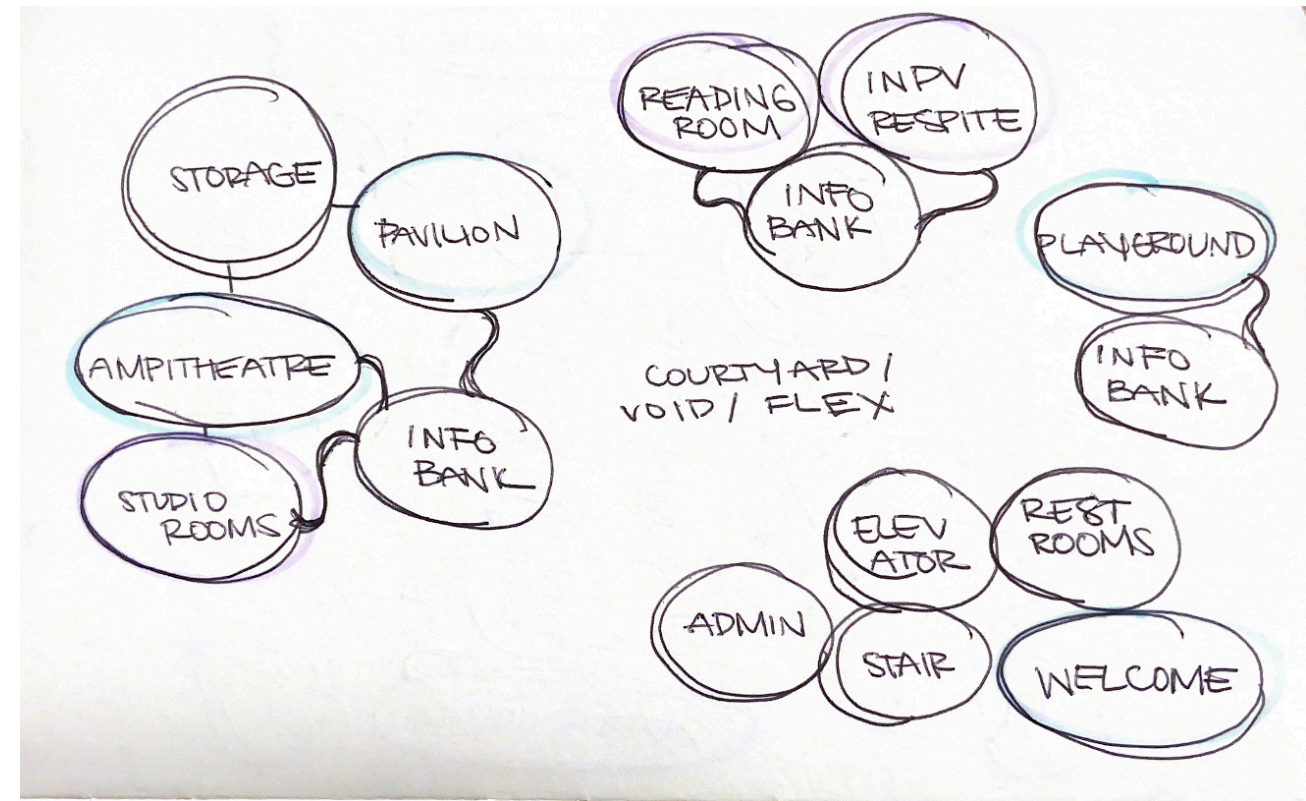 STORAGE
PAVILION
AMPITHEATRE
INFO
BANK
STUDIO
ROOMS
READING
ROOM
INDV
RESPITE
INFO
BANK
PLAYGROUND
INFO
BANK
COURTYARD /
VOID / FLEX
ELEV
ATOR
REST
ROOMS
ADMIN
STAIR
WELCOME